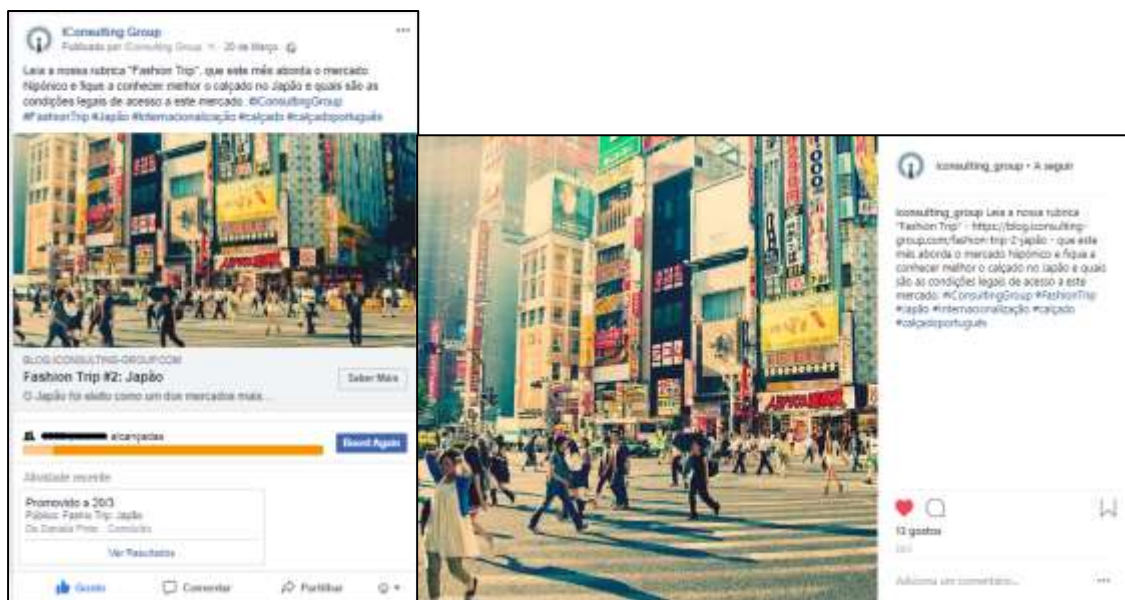 IConsulting Group
Publicado por IConsulting Group · 20 de Março ·
Leia a nossa rubrica "Fashion Trip", que este mês aborda o mercado
Nipónico e fique a conhecer melhor o calçado no Japão e quais são as
condições legais de acesso a este mercado. #IConsultingGroup
#FashionTrip #Japão #Internacionalização #calçado #calçadoportuguês
BLOG.ICONSULTING-GROUP.COM
Fashion Trip #2: Japão
O Japão foi eleito como um dos mercados mais...
Saber Mais
alcançadas
Boost Again
Atividade recente
Promovido a 20/3
Público: Fashio Trip: Japão
Ver Resultados
Gosto
Comentar
Partilhar
iconsulting_group • A seguir
iconsulting_group Leia a nossa rubrica
"Fashion Trip" - https://blog.iconsulting-
group.com/fashion-trip-2-japão - que este
mês aborda o mercado Nipónico e fique a
conhecer melhor o calçado no Japão e quais
são as condições legais de acesso a este
mercado. #IConsultingGroup #FashionTrip
#Japão #Internacionalização #calçado
#calçadoportuguês
13 gostos
Adiciona um comentário...